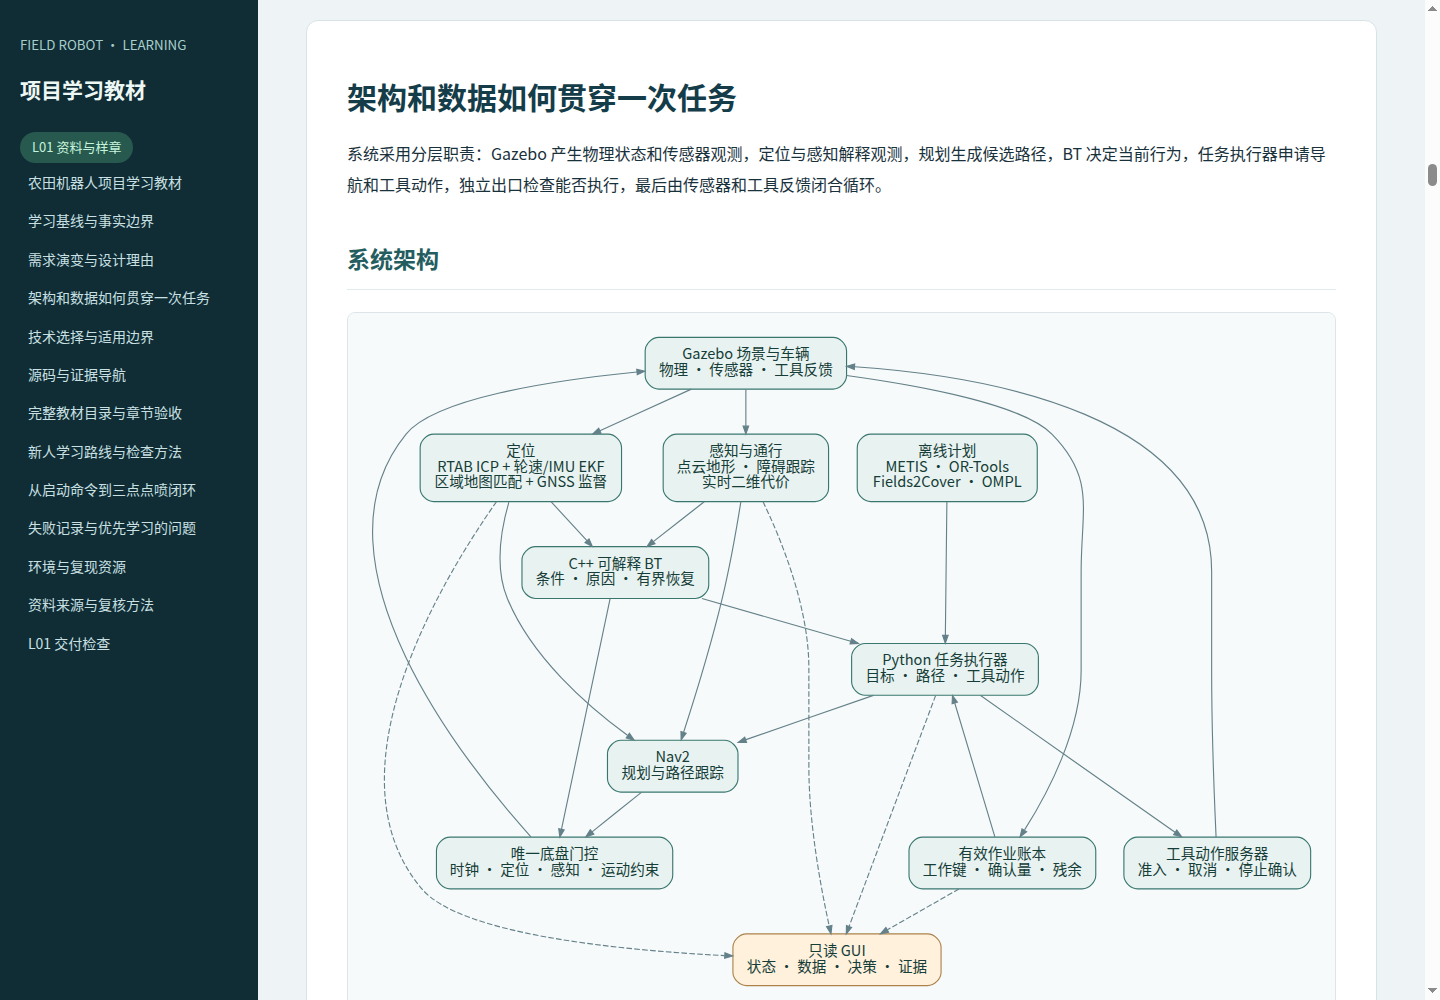 FIELD ROBOT · LEARNING
项目学习教材
L01 资料与样章
农田机器人项目学习教材
学习基线与事实边界
需求演变与设计理由
架构和数据如何贯穿一次任务
技术选择与适用边界
源码与证据导航
完整教材目录与章节验收
新人学习路线与检查方法
从启动命令到三点点喷闭环
失败记录与优先学习的问题
环境与复现资源
资料来源与复核方法
L01 交付检查
架构和数据如何贯穿一次任务
系统采用分层职责：Gazebo 产生物理状态和传感器观测，定位与感知解释观测，规划生成候选路径，BT 决定当前行为，任务执行器申请导
航和工具动作，独立出口检查能否执行，最后由传感器和工具反馈闭合循环。
系统架构
Gazebo 场景与车辆
物理 · 传感器 · 工具反馈
定位
RTAB ICP + 轮速/IMU EKF
区域地图匹配 + GNSS 监督
感知与通行
点云地形 · 障碍跟踪
实时二维代价
离线计划
METIS · OR-Tools
Fields2Cover · OMPL
C++ 可解释 BT
条件 · 原因 · 有界恢复
Python 任务执行器
目标 · 路径 · 工具动作
Nav2
规划与路径跟踪
唯一底盘门控
时钟 · 定位 · 感知 · 运动约束
有效作业账本
工作键 · 确认量 · 残余
工具动作服务器
准入 · 取消 · 停止确认
只读 GUI
状态 · 数据 · 决策 · 证据